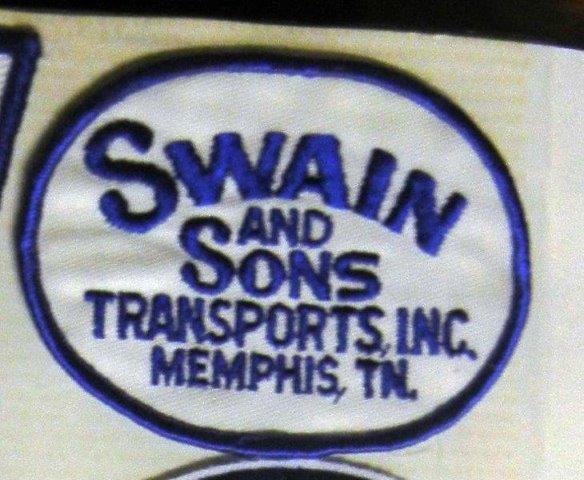 SWAIN
AND
SONS
TRANSPORTS, INC.
MEMPHIS, TN.